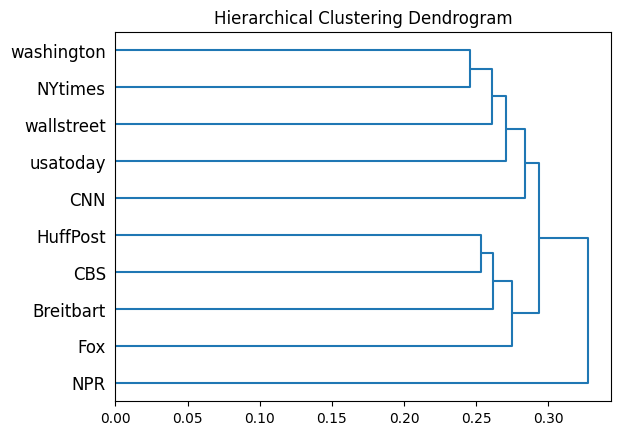 Hierarchical Clustering Dendrogram
washington
NYtimes
wallstreet
usatoday
CNN
HuffPost
CBS
Breitbart
Fox
NPR
0.00 0.05 0.10 0.15 0.20 0.25 0.30